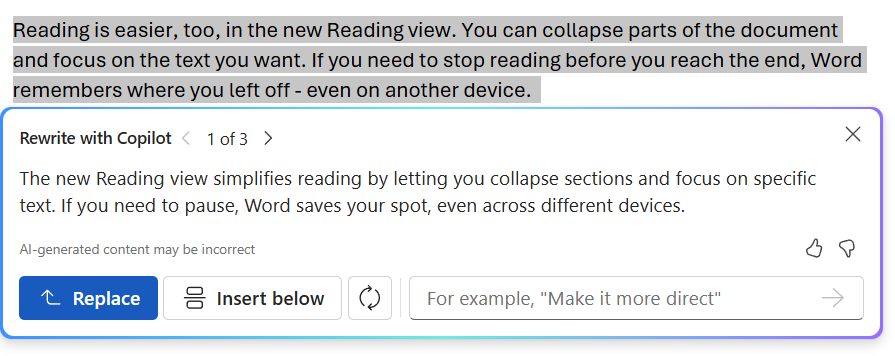 Reading is easier, too, in the new Reading view. You can collapse parts of the document
and focus on the text you want. If you need to stop reading before you reach the end, Word
remembers where you left off - even on another device.
Rewrite with Copilot 1 of 3
The new Reading view simplifies reading by letting you collapse sections and focus on specific
text. If you need to pause, Word saves your spot, even across different devices.
AI-generated content may be incorrect
Replace Insert below For example, "Make it more direct"